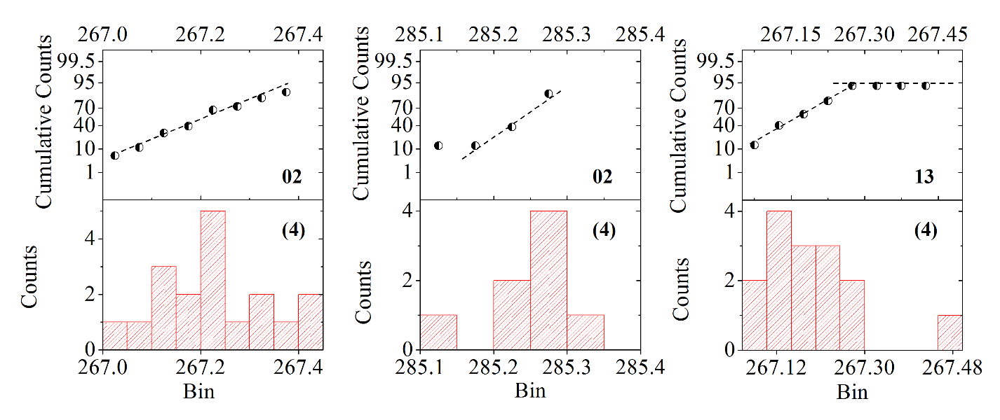 267.0 267.2 267.4
Cumulative Counts
99.5
95
70
40
10
1
02
(4)
Counts
4
2
0
267.0 267.2 267.4
Bin
285.1 285.2 285.3 285.4
Cumulative Counts
99.5
95
70
40
10
1
02
(4)
Counts
4
2
0
285.1 285.2 285.3 285.4
Bin
267.15 267.30 267.45
Cumulative Counts
99.5
95
70
40
10
1
13
(4)
Counts
4
2
0
267.12 267.30 267.48
Bin